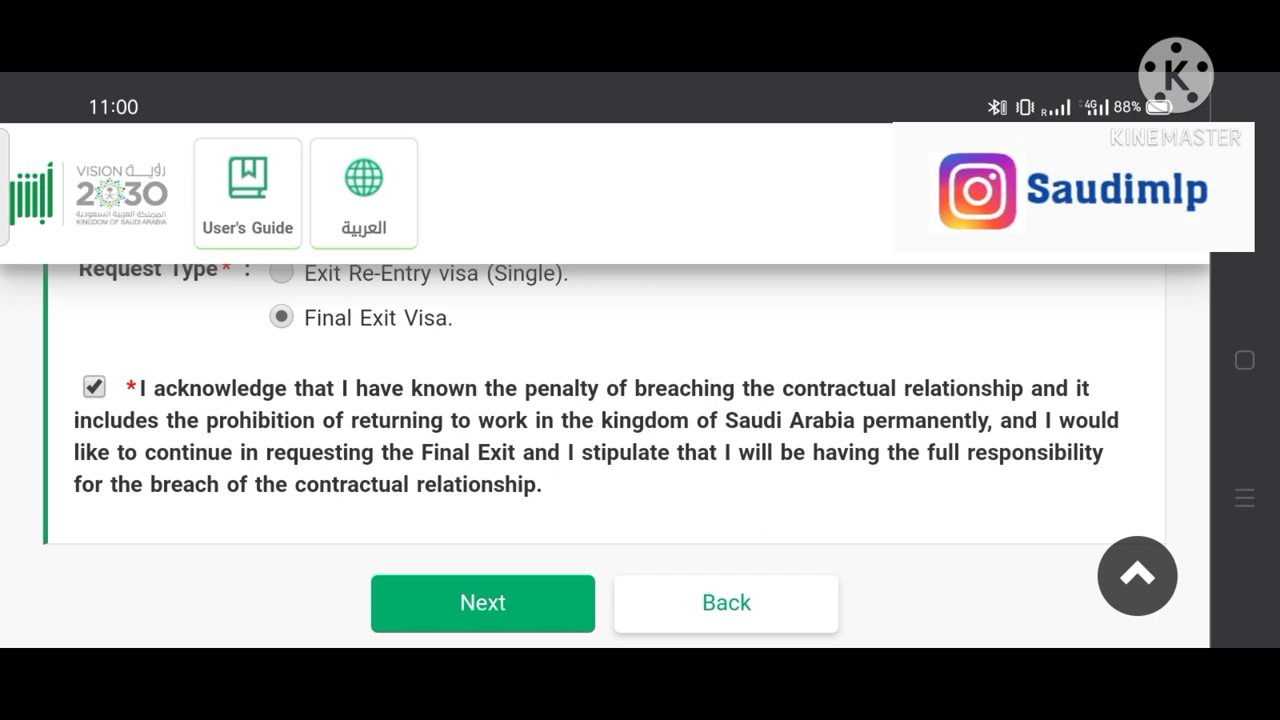 K
11:00
R 4G 88%
KINEMASTER
أبشر
VISION رؤيــة
2030
المملكة العربية السعودية
KINGDOM OF SAUDI ARABIA
User's Guide
العربية
Saudimlp
Request Type* : Exit Re-Entry visa (Single).
Final Exit Visa.
*I acknowledge that I have known the penalty of breaching the contractual relationship and it
includes the prohibition of returning to work in the kingdom of Saudi Arabia permanently, and I would
like to continue in requesting the Final Exit and I stipulate that I will be having the full responsibility
for the breach of the contractual relationship.
Next
Back